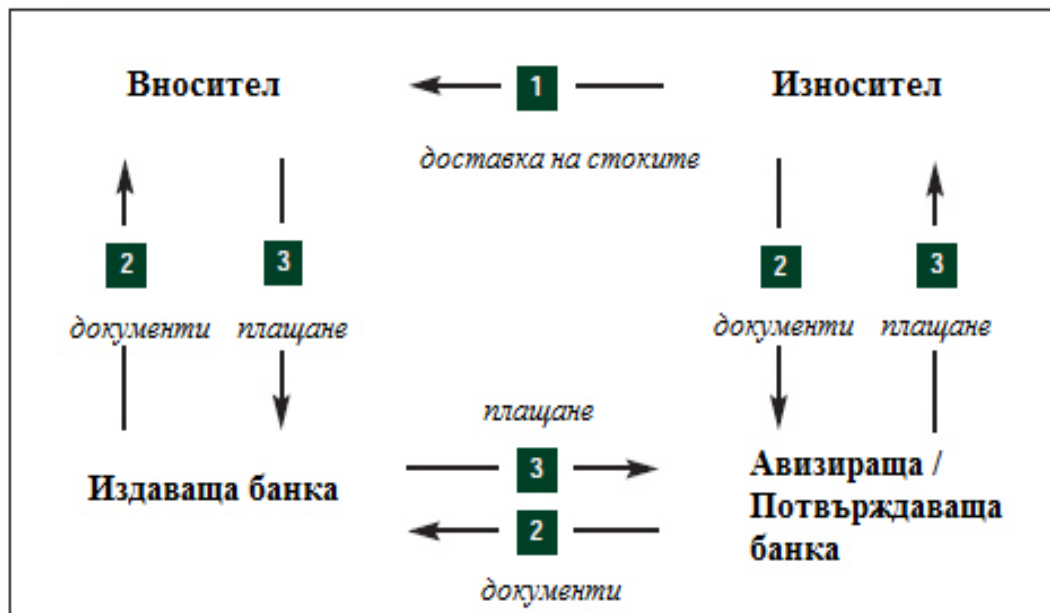 Вносител
1
Износител
доставка на стоките
2
3
2
3
документи
плащане
документи
плащане
плащане
Издаваща банка
3
Авизираща /
Потвърждаваща
банка
2
документи